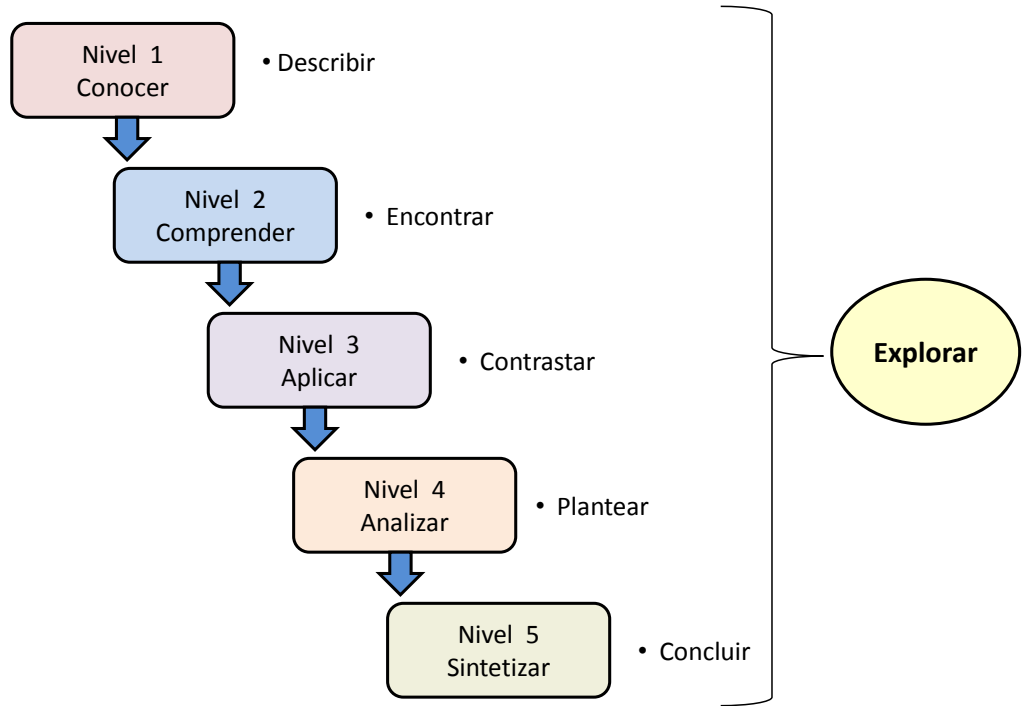 Nivel 1
Conocer
• Describir
Nivel 2
Comprender
• Encontrar
Nivel 3
Aplicar
• Contrastar
Nivel 4
Analizar
• Plantear
Nivel 5
Sintetizar
• Concluir
Explorar